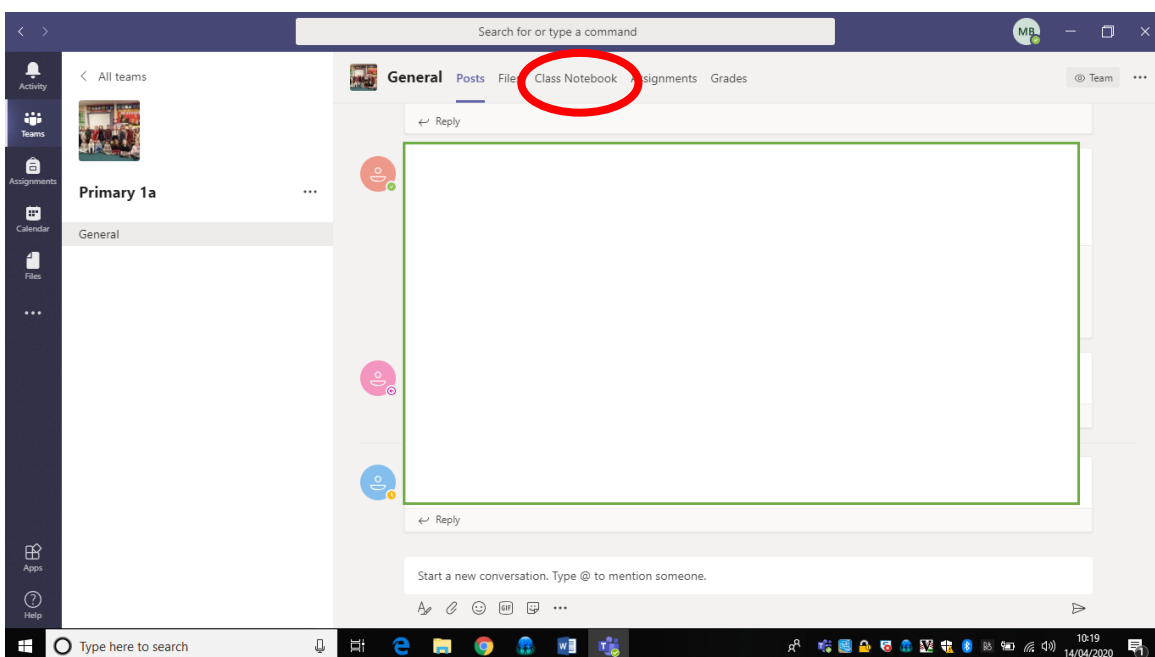 Search for or type a command
MB
Activity
Teams
Assignments
Calendar
Files
Apps
Help
All teams
Primary 1a
General
General Posts Files Class Notebook Assignments Grades
Team
Reply
Reply
Start a new conversation. Type @ to mention someone.
GIF
Type here to search
10:19
14/04/2020